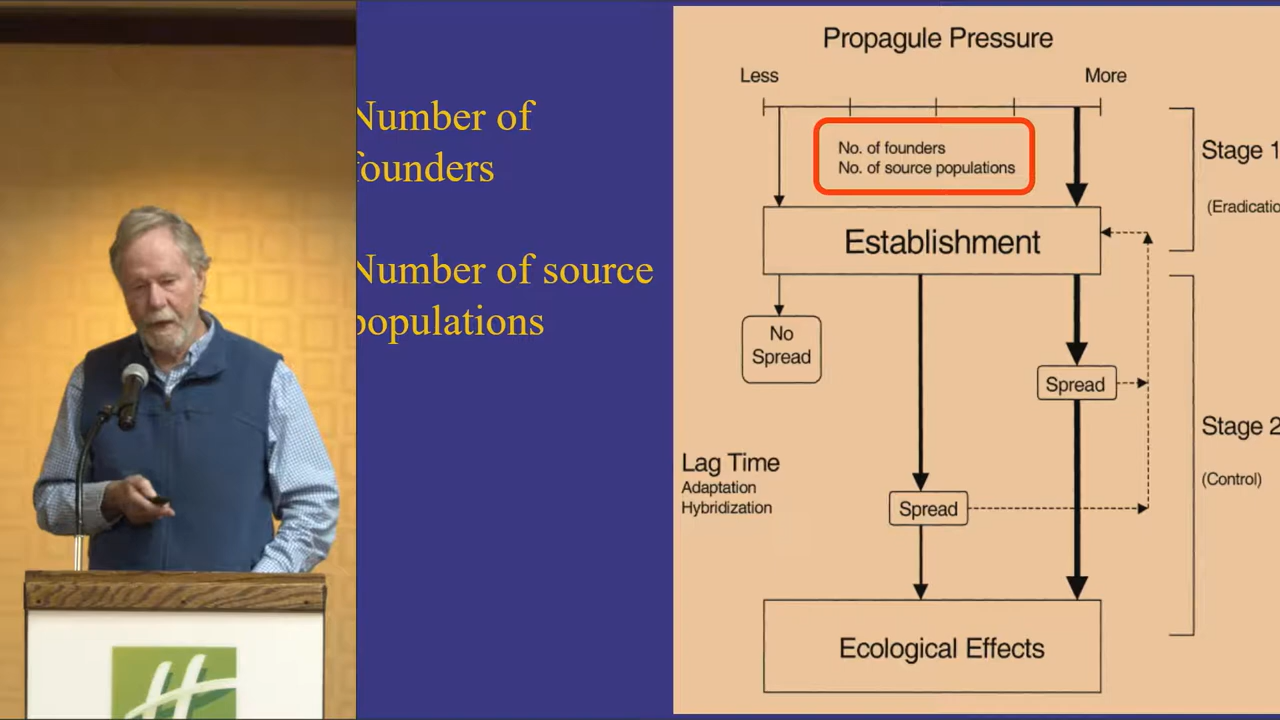 Number of
founders
Number of source
populations
Propagule Pressure
Less
More
No. of founders
No. of source populations
Stage 1
(Eradicatio
Establishment
No
Spread
Spread
Stage 2
(Control)
Lag Time
Adaptation
Hybridization
Spread
Ecological Effects
H